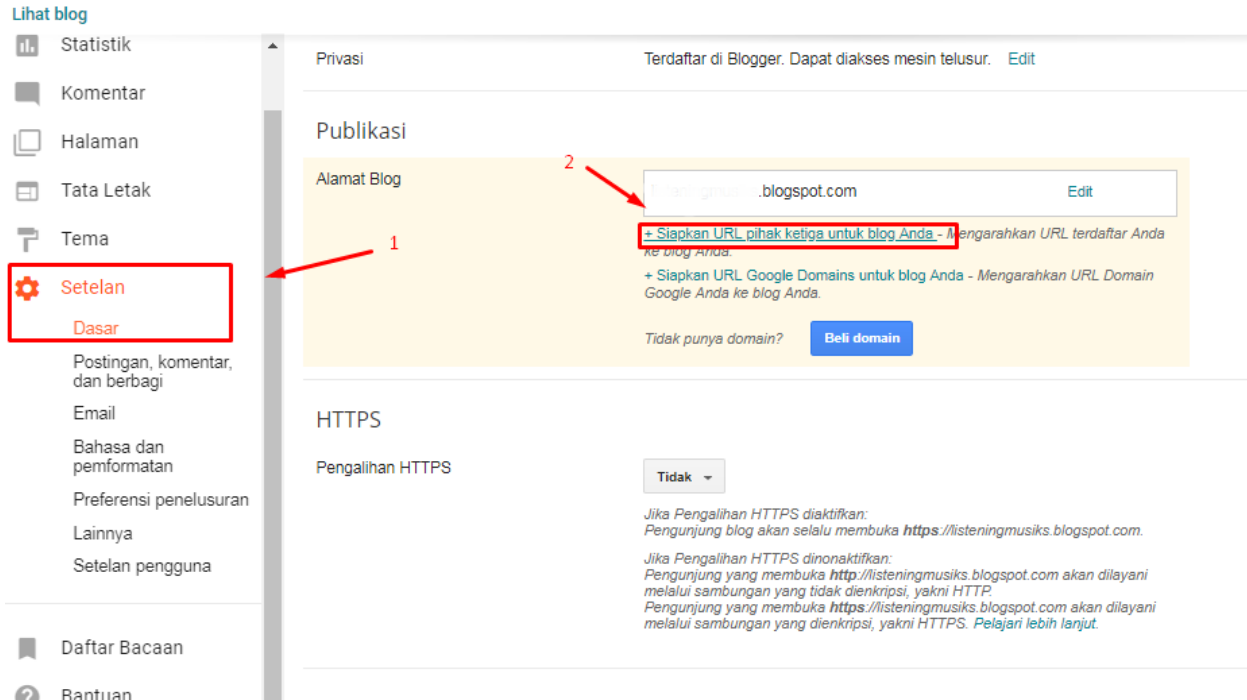 Lihat blog
Statistik
Komentar
Halaman
Tata Letak
Tema
Setelan
Dasar
Postingan, komentar,
dan berbagi
Email
Bahasa dan
pemformatan
Preferensi penelusuran
Lainnya
Setelan pengguna
Daftar Bacaan
Bantuan
1
Privasi
Terdaftar di Blogger. Dapat diakses mesin telusur. Edit
Publikasi
2
Alamat Blog
.blogspot.com Edit
+ Siapkan URL pihak ketiga untuk blog Anda - Mengarahkan URL terdaftar Anda
ke blog Anda.
+ Siapkan URL Google Domains untuk blog Anda - Mengarahkan URL Domain
Google Anda ke blog Anda.
Tidak punya domain? Beli domain
HTTPS
Pengalihan HTTPS
Tidak
Jika Pengalihan HTTPS diaktifkan:
Pengunjung blog akan selalu membuka https://listeningmusiks.blogspot.com.
Jika Pengalihan HTTPS dinonaktifkan:
Pengunjung yang membuka http://listeningmusiks.blogspot.com akan dilayani
melalui sambungan yang tidak dienkripsi, yakni HTTP.
Pengunjung yang membuka https://listeningmusiks.blogspot.com akan dilayani
melalui sambungan yang dienkripsi, yakni HTTPS. Pelajari lebih lanjut.